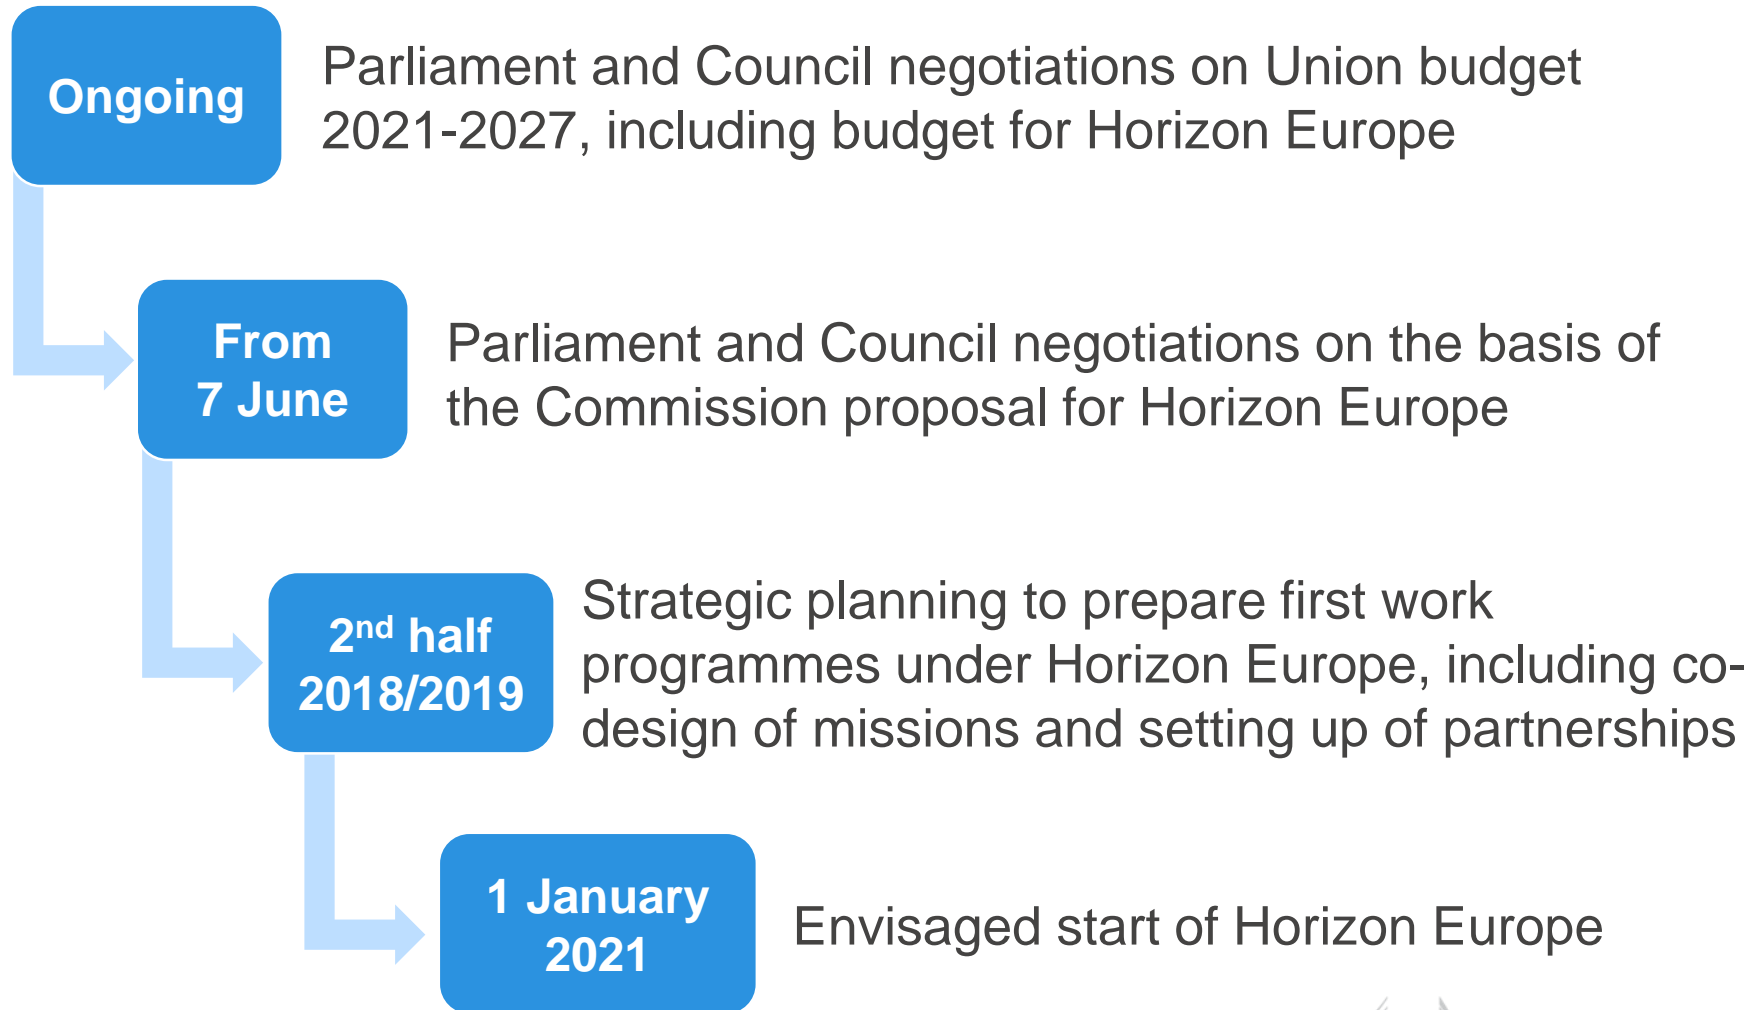 Ongoing
Parliament and Council negotiations on Union budget
2021-2027, including budget for Horizon Europe
From
7 June
Parliament and Council negotiations on the basis of
the Commission proposal for Horizon Europe
2nd half
2018/2019
Strategic planning to prepare first work
programmes under Horizon Europe, including co-
design of missions and setting up of partnerships
1 January
2021
Envisaged start of Horizon Europe